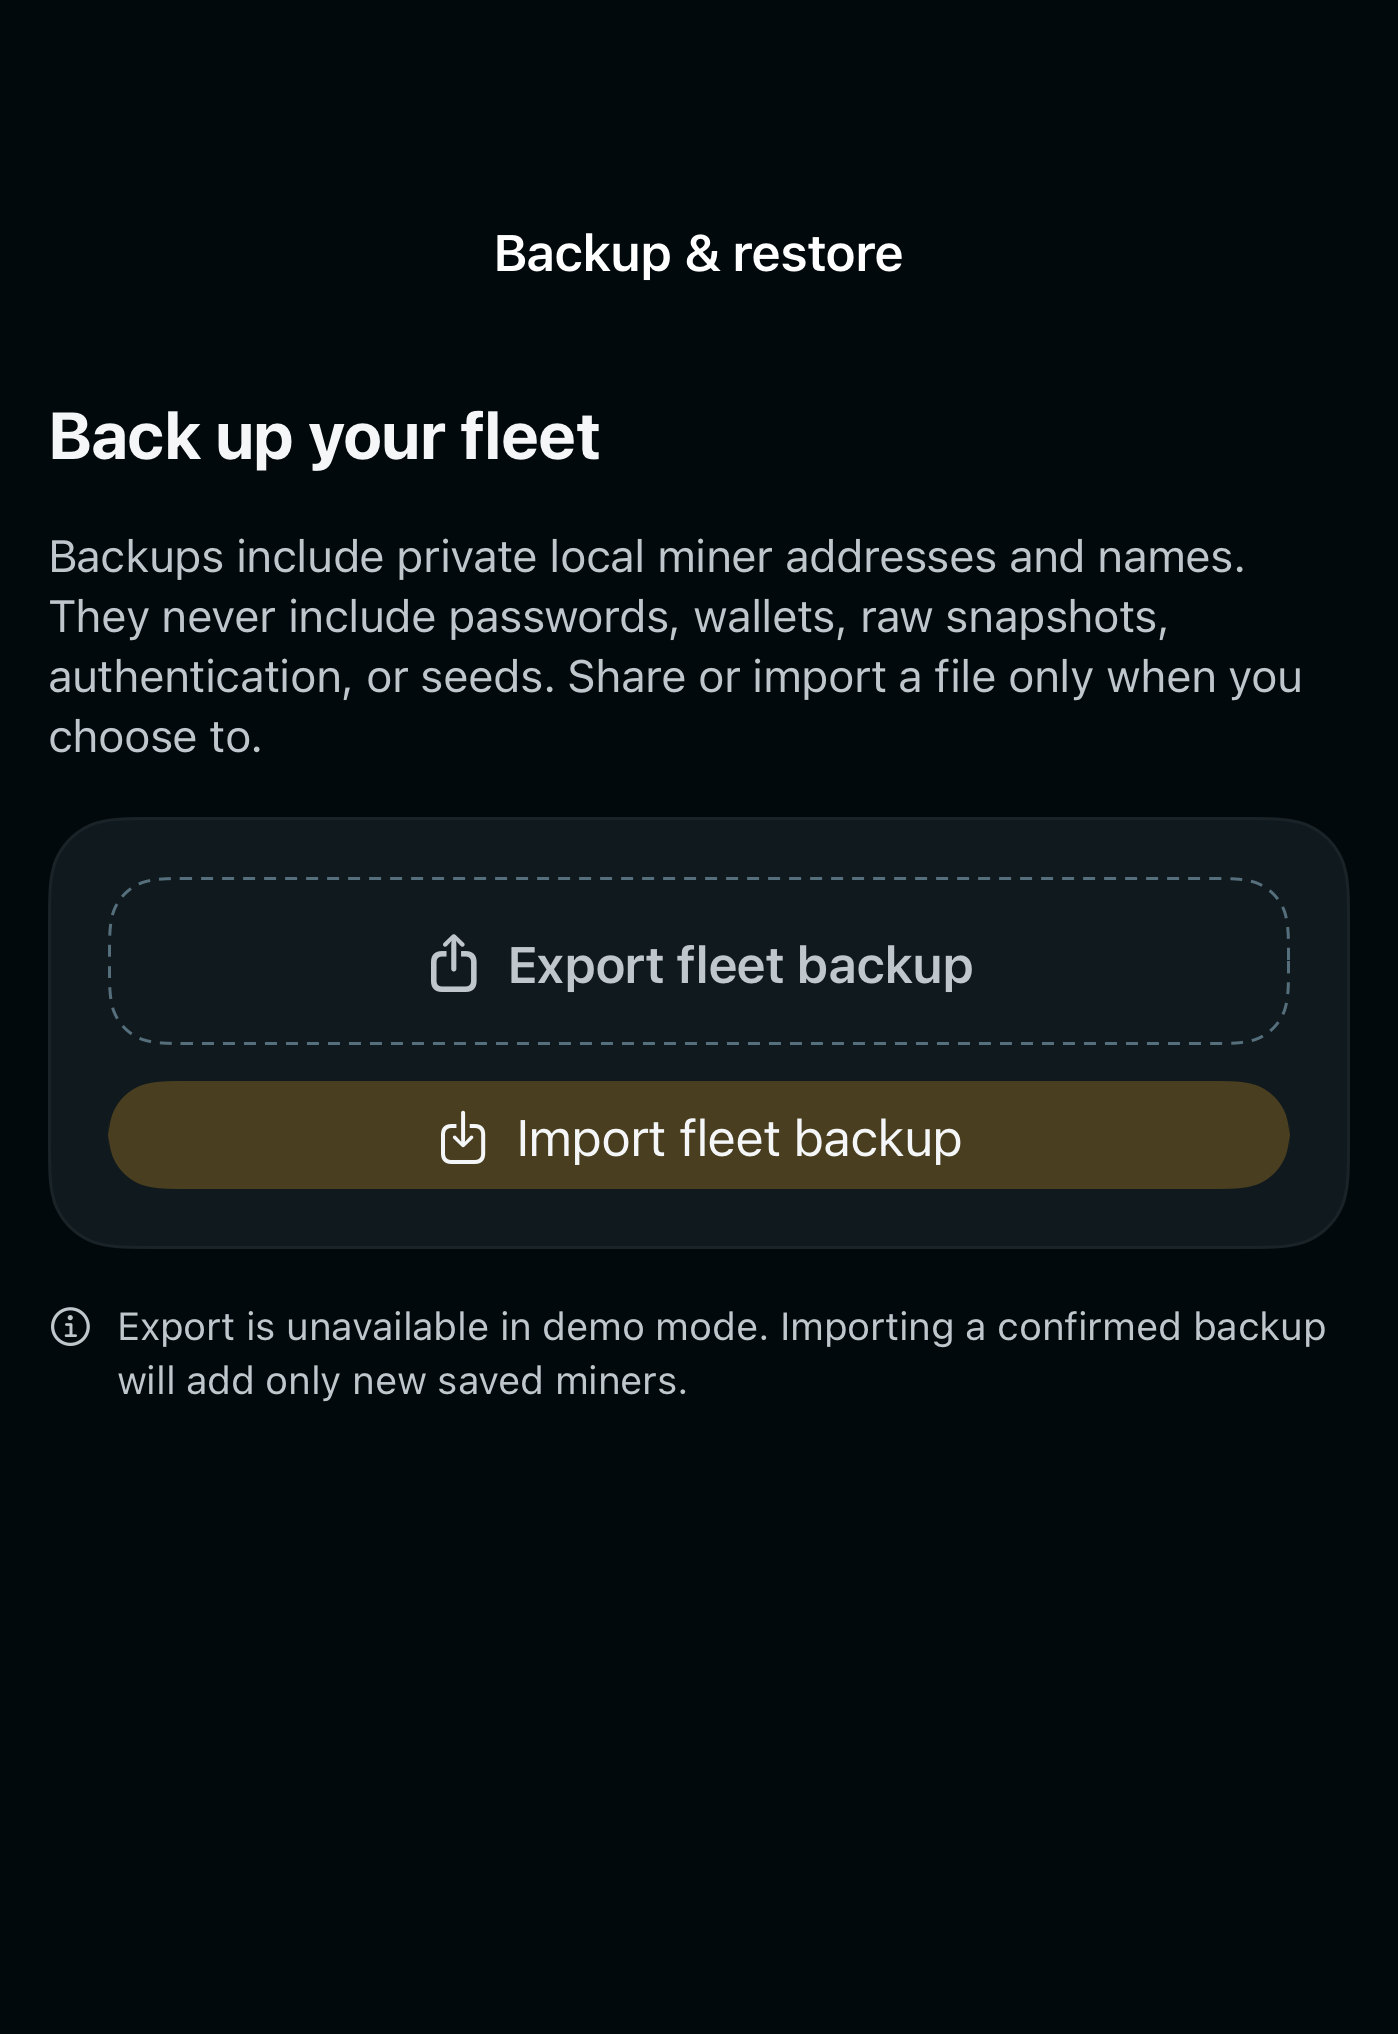 Backup & restore
Back up your fleet
Backups include private local miner addresses and names.
They never include passwords, wallets, raw snapshots,
authentication, or seeds. Share or import a file only when you
choose to.
Export fleet backup
Import fleet backup
Export is unavailable in demo mode. Importing a confirmed backup
will add only new saved miners.